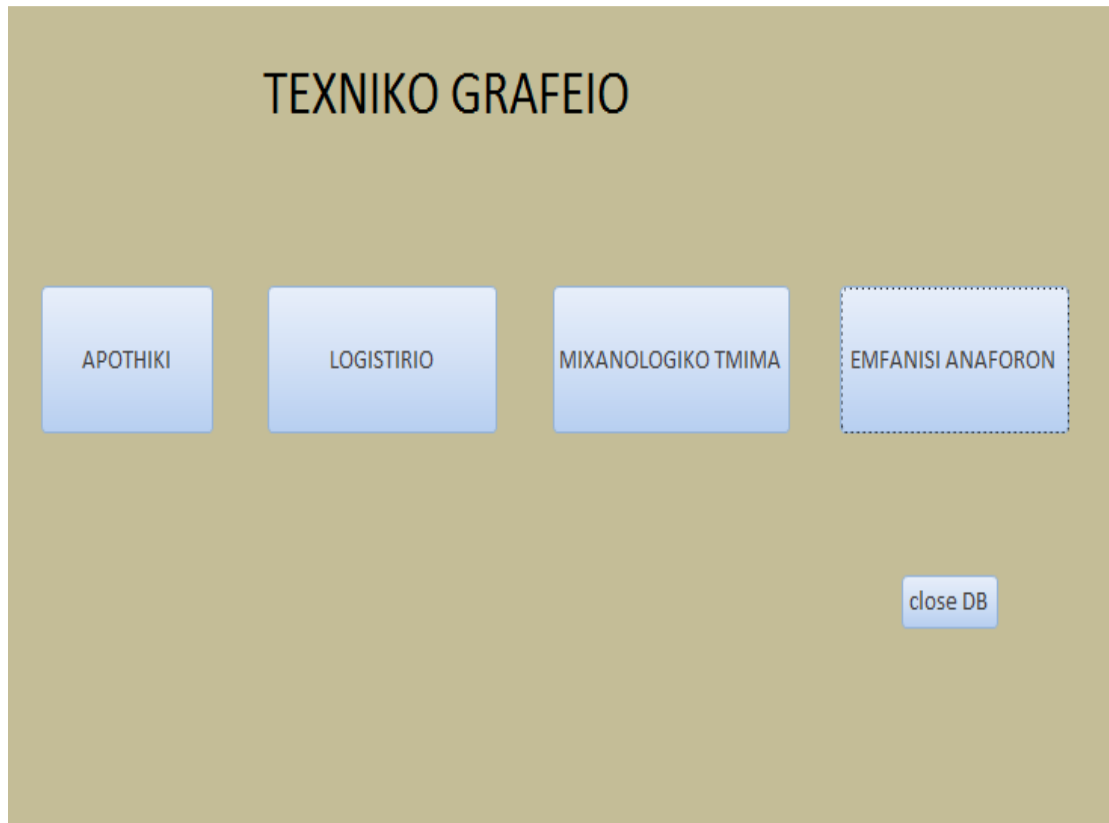 TEXNIKO GRAFEIO
APOTHIKI
LOGISTIRIO
MIXANOLOGIKO TMIMA
EMFANISI ANAFORON
close DB